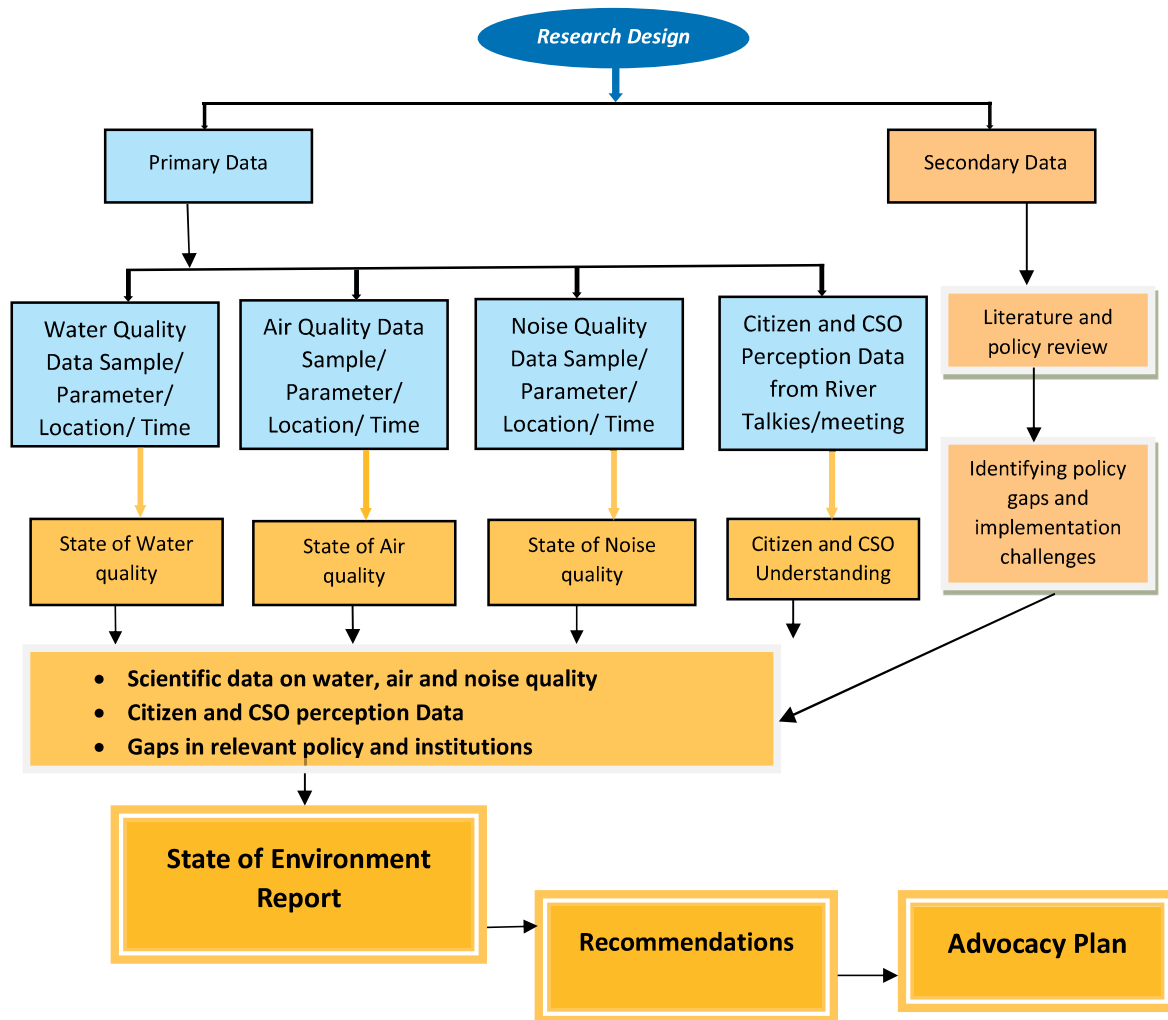 Research Design
Primary Data
Secondary Data
Water Quality
Data Sample/
Parameter/
Location/ Time
Air Quality Data
Sample/
Parameter/
Location/ Time
Noise Quality
Data Sample/
Parameter/
Location/ Time
Citizen and CSO
Perception Data
from River
Talkies/meeting
Literature and
policy review
State of Water
quality
State of Air
quality
State of Noise
quality
Citizen and CSO
Understanding
Identifying policy
gaps and
implementation
challenges
• Scientific data on water, air and noise quality
• Citizen and CSO perception Data
• Gaps in relevant policy and institutions
State of Environment
Report
Recommendations
Advocacy Plan